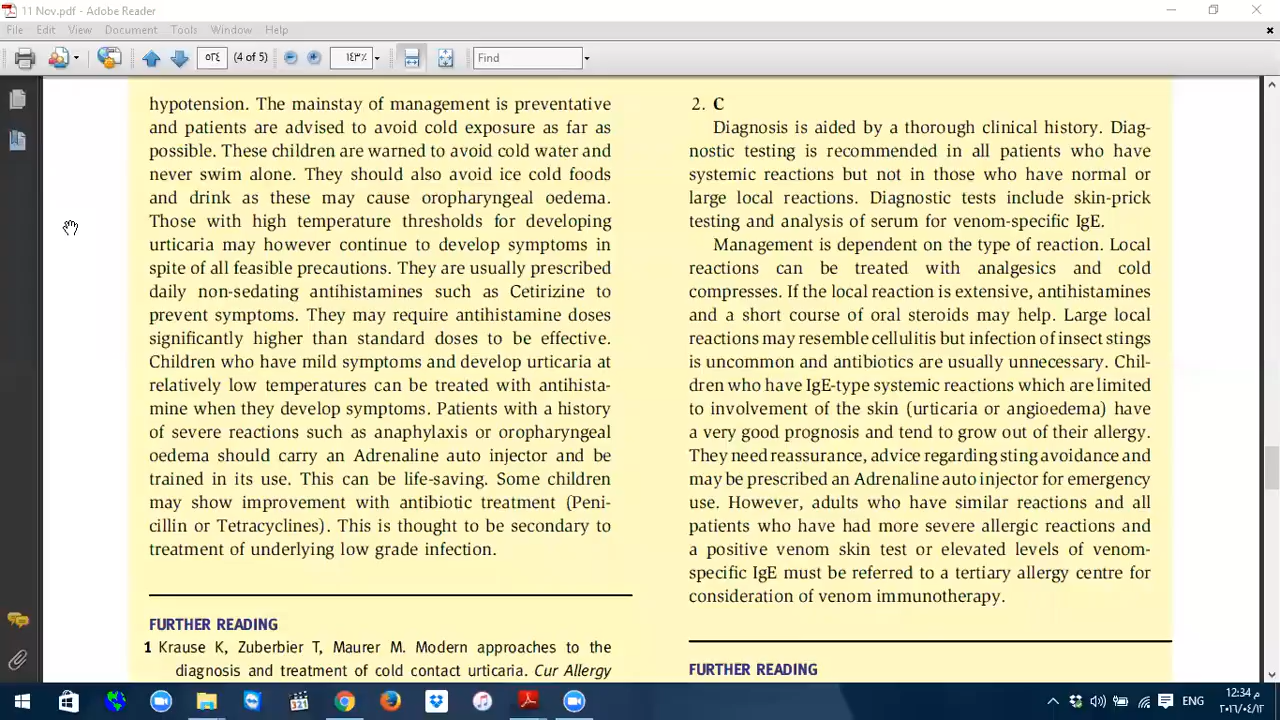 11 Nov.pdf - Adobe Reader
File Edit View Document Tools Window Help
٥٢٤ (4 of 5) ١٤٣٪ Find
hypotension. The mainstay of management is preventative
and patients are advised to avoid cold exposure as far as
possible. These children are warned to avoid cold water and
never swim alone. They should also avoid ice cold foods
and drink as these may cause oropharyngeal oedema.
Those with high temperature thresholds for developing
urticaria may however continue to develop symptoms in
spite of all feasible precautions. They are usually prescribed
daily non-sedating antihistamines such as Cetirizine to
prevent symptoms. They may require antihistamine doses
significantly higher than standard doses to be effective.
Children who have mild symptoms and develop urticaria at
relatively low temperatures can be treated with antihista-
mine when they develop symptoms. Patients with a history
of severe reactions such as anaphylaxis or oropharyngeal
oedema should carry an Adrenaline auto injector and be
trained in its use. This can be life-saving. Some children
may show improvement with antibiotic treatment (Peni-
cillin or Tetracyclines). This is thought to be secondary to
treatment of underlying low grade infection.
FURTHER READING
1 Krause K, Zuberbier T, Maurer M. Modern approaches to the
diagnosis and treatment of cold contact urticaria. Cur Allergy
2. C
Diagnosis is aided by a thorough clinical history. Diag-
nostic testing is recommended in all patients who have
systemic reactions but not in those who have normal or
large local reactions. Diagnostic tests include skin-prick
testing and analysis of serum for venom-specific IgE.
Management is dependent on the type of reaction. Local
reactions can be treated with analgesics and cold
compresses. If the local reaction is extensive, antihistamines
and a short course of oral steroids may help. Large local
reactions may resemble cellulitis but infection of insect stings
is uncommon and antibiotics are usually unnecessary. Chil-
dren who have IgE-type systemic reactions which are limited
to involvement of the skin (urticaria or angioedema) have
a very good prognosis and tend to grow out of their allergy.
They need reassurance, advice regarding sting avoidance and
may be prescribed an Adrenaline auto injector for emergency
use. However, adults who have similar reactions and all
patients who have had more severe allergic reactions and
a positive venom skin test or elevated levels of venom-
specific IgE must be referred to a tertiary allergy centre for
consideration of venom immunotherapy.
FURTHER READING
321
ENG
12:34 م
٢٠٢٦/٠٤/١٢